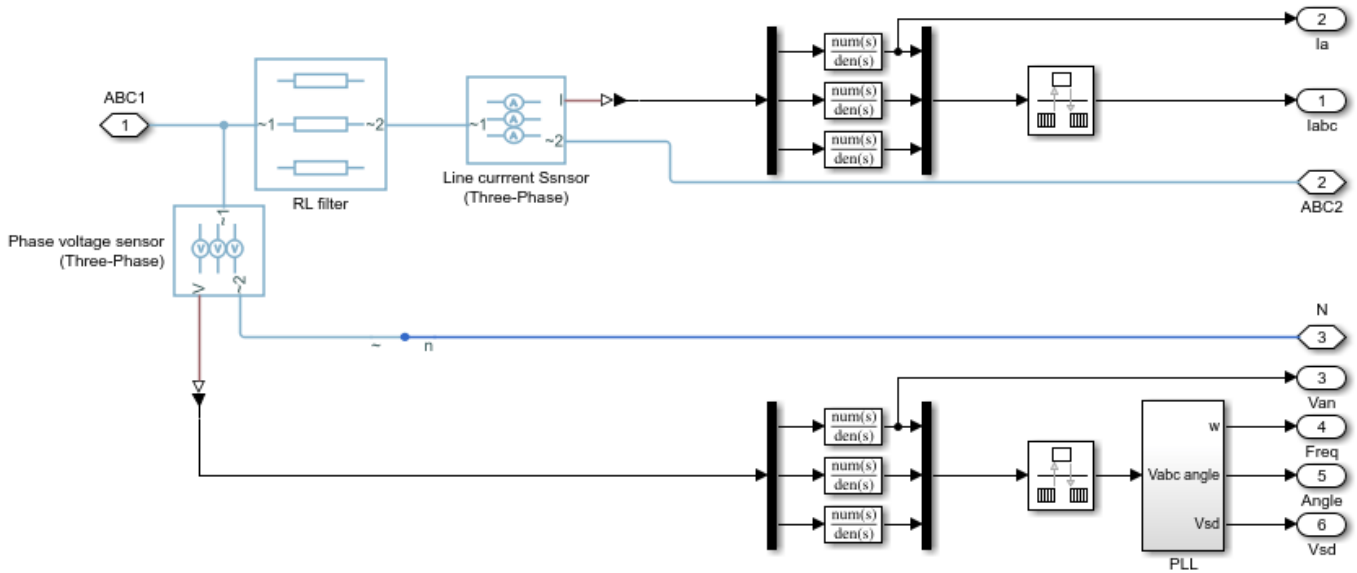 2
Ia
num(s)
den(s)
num(s)
den(s)
num(s)
den(s)
1
Iabc
ABC1
1
~1
~2
RL filter
~1
I
~2
Line currrent Ssnsor
(Three-Phase)
2
ABC2
Phase voltage sensor
(Three-Phase)
~1
V
~2
A
A
A
V V V
~
n
N
3
3
Van
num(s)
den(s)
num(s)
den(s)
num(s)
den(s)
w
Vabc angle
Vsd
PLL
4
Freq
5
Angle
6
Vsd